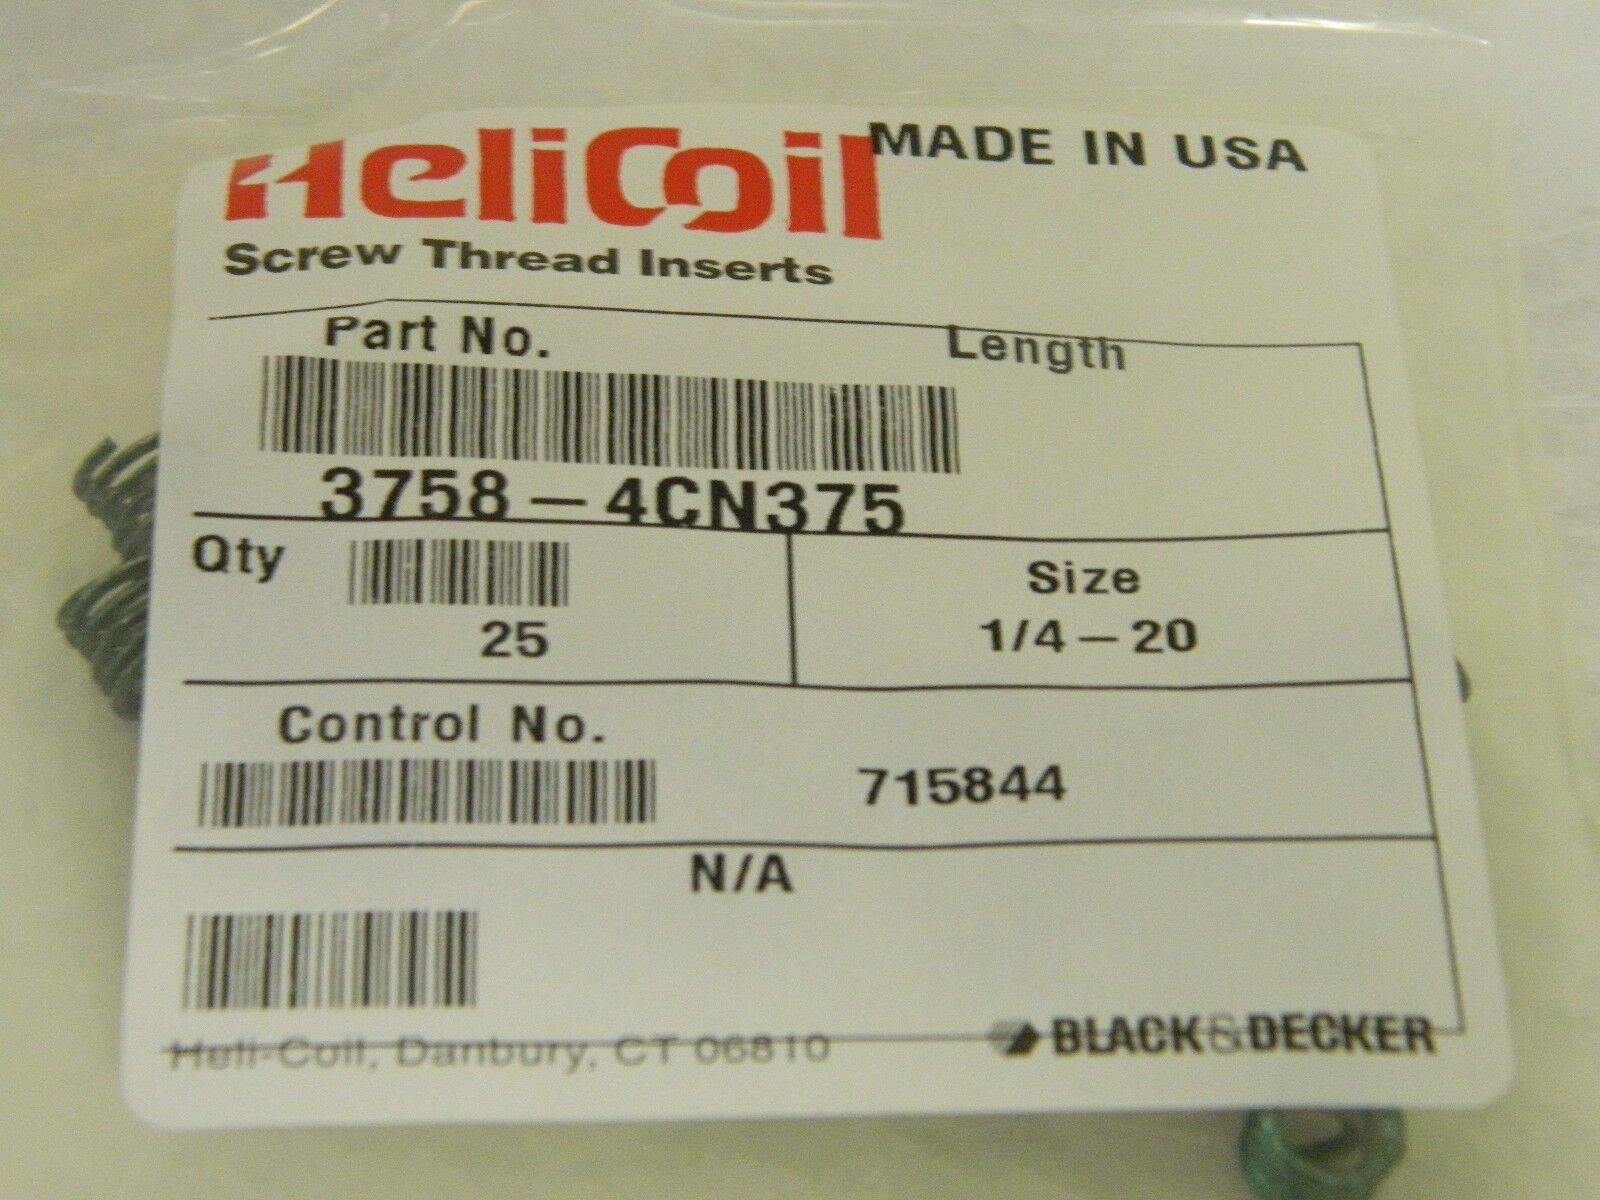 HeliCoil MADE IN USA
Screw Thread Inserts
Part No. Length
3758-4CN375
Qty 25
Size
1/4-20
Control No.
715844
N/A
Heli-Coil, Danbury, CT 06810 BLACK&DECKER